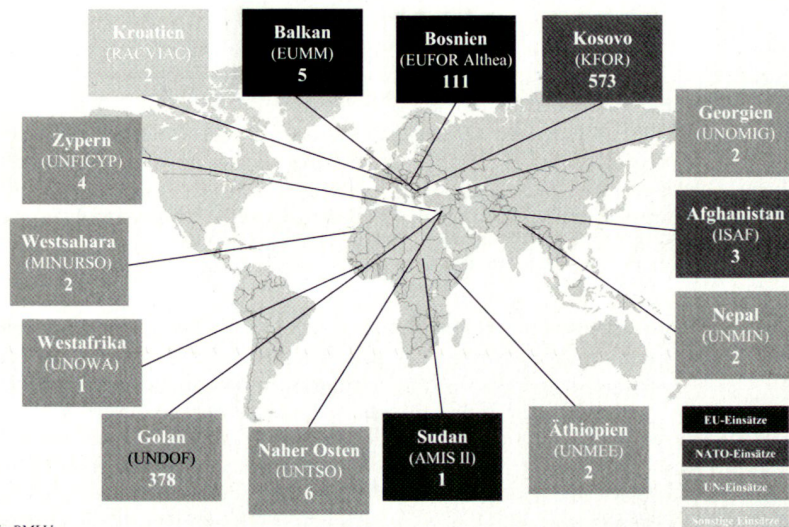 Kroatien
(RACVIAC)
2
Balkan
(EUMM)
5
Bosnien
(EUFOR Althea)
111
Kosovo
(KFOR)
573
Georgien
(UNOMIG)
2
Zypern
(UNFICYP)
4
Afghanistan
(ISAF)
3
Westsahara
(MINURSO)
2
Nepal
(UNMIN)
2
Westafrika
(UNOWA)
1
Golan
(UNDOF)
378
Naher Osten
(UNTSO)
6
Sudan
(AMIS II)
1
Äthiopien
(UNMEE)
2
EU-Einsätze
NATO-Einsätze
UN-Einsätze
Sonstige Einsätze